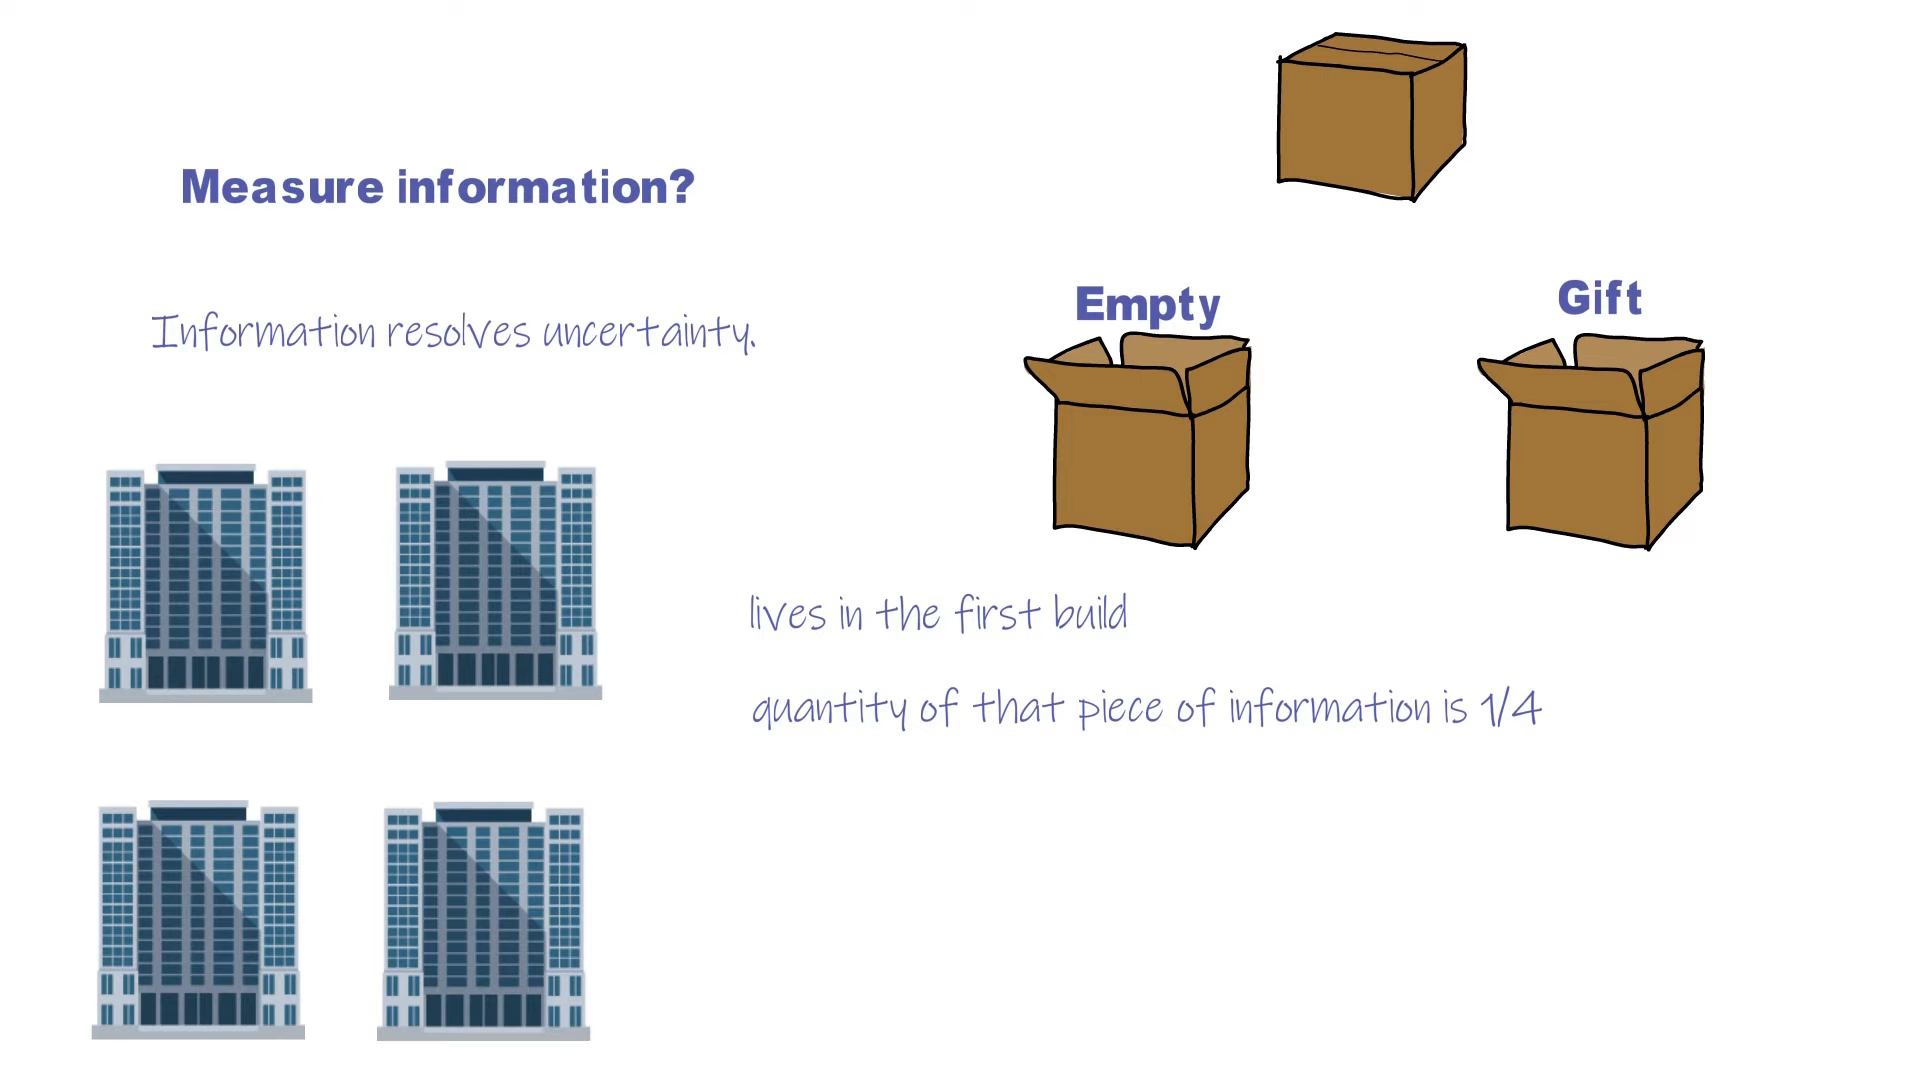 Measure information?
Information resolves uncertainty.
Empty
Gift
lives in the first build
quantity of that piece of information is 1/4